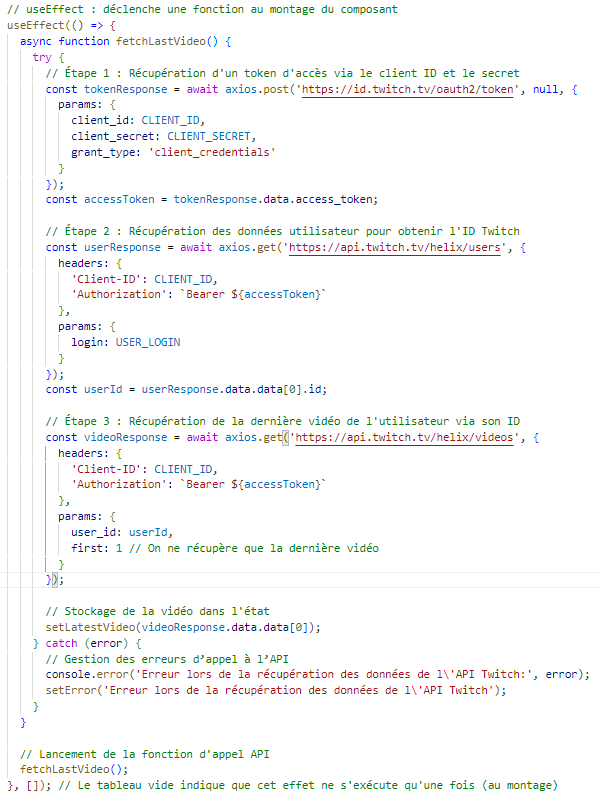 // useEffect : déclenche une fonction au montage du composant
useEffect(() => {
  async function fetchLastVideo() {
    try {
      // Étape 1 : Récupération d'un token d'accès via le client ID et le secret
      const tokenResponse = await axios.post('https://id.twitch.tv/oauth2/token', null, {
        params: {
          client_id: CLIENT_ID,
          client_secret: CLIENT_SECRET,
          grant_type: 'client_credentials'
        }
      });
      const accessToken = tokenResponse.data.access_token;

      // Étape 2 : Récupération des données utilisateur pour obtenir l'ID Twitch
      const userResponse = await axios.get('https://api.twitch.tv/helix/users', {
        headers: {
          'Client-ID': CLIENT_ID,
          'Authorization': `Bearer ${accessToken}`
        },
        params: {
          login: USER_LOGIN
        }
      });
      const userId = userResponse.data.data[0].id;

      // Étape 3 : Récupération de la dernière vidéo de l'utilisateur via son ID
      const videoResponse = await axios.get('https://api.twitch.tv/helix/videos', {
        headers: {
          'Client-ID': CLIENT_ID,
          'Authorization': `Bearer ${accessToken}`
        },
        params: {
          user_id: userId,
          first: 1 // On ne récupère que la dernière vidéo
        }
      });

      // Stockage de la vidéo dans l'état
      setLatestVideo(videoResponse.data.data[0]);
    } catch (error) {
      // Gestion des erreurs d’appel à l’API
      console.error('Erreur lors de la récupération des données de l\'API Twitch:', error);
      setError('Erreur lors de la récupération des données de l\'API Twitch');
    }
  }

  // Lancement de la fonction d'appel API
  fetchLastVideo();
}, []); // Le tableau vide indique que cet effet ne s'exécute qu'une fois (au montage)